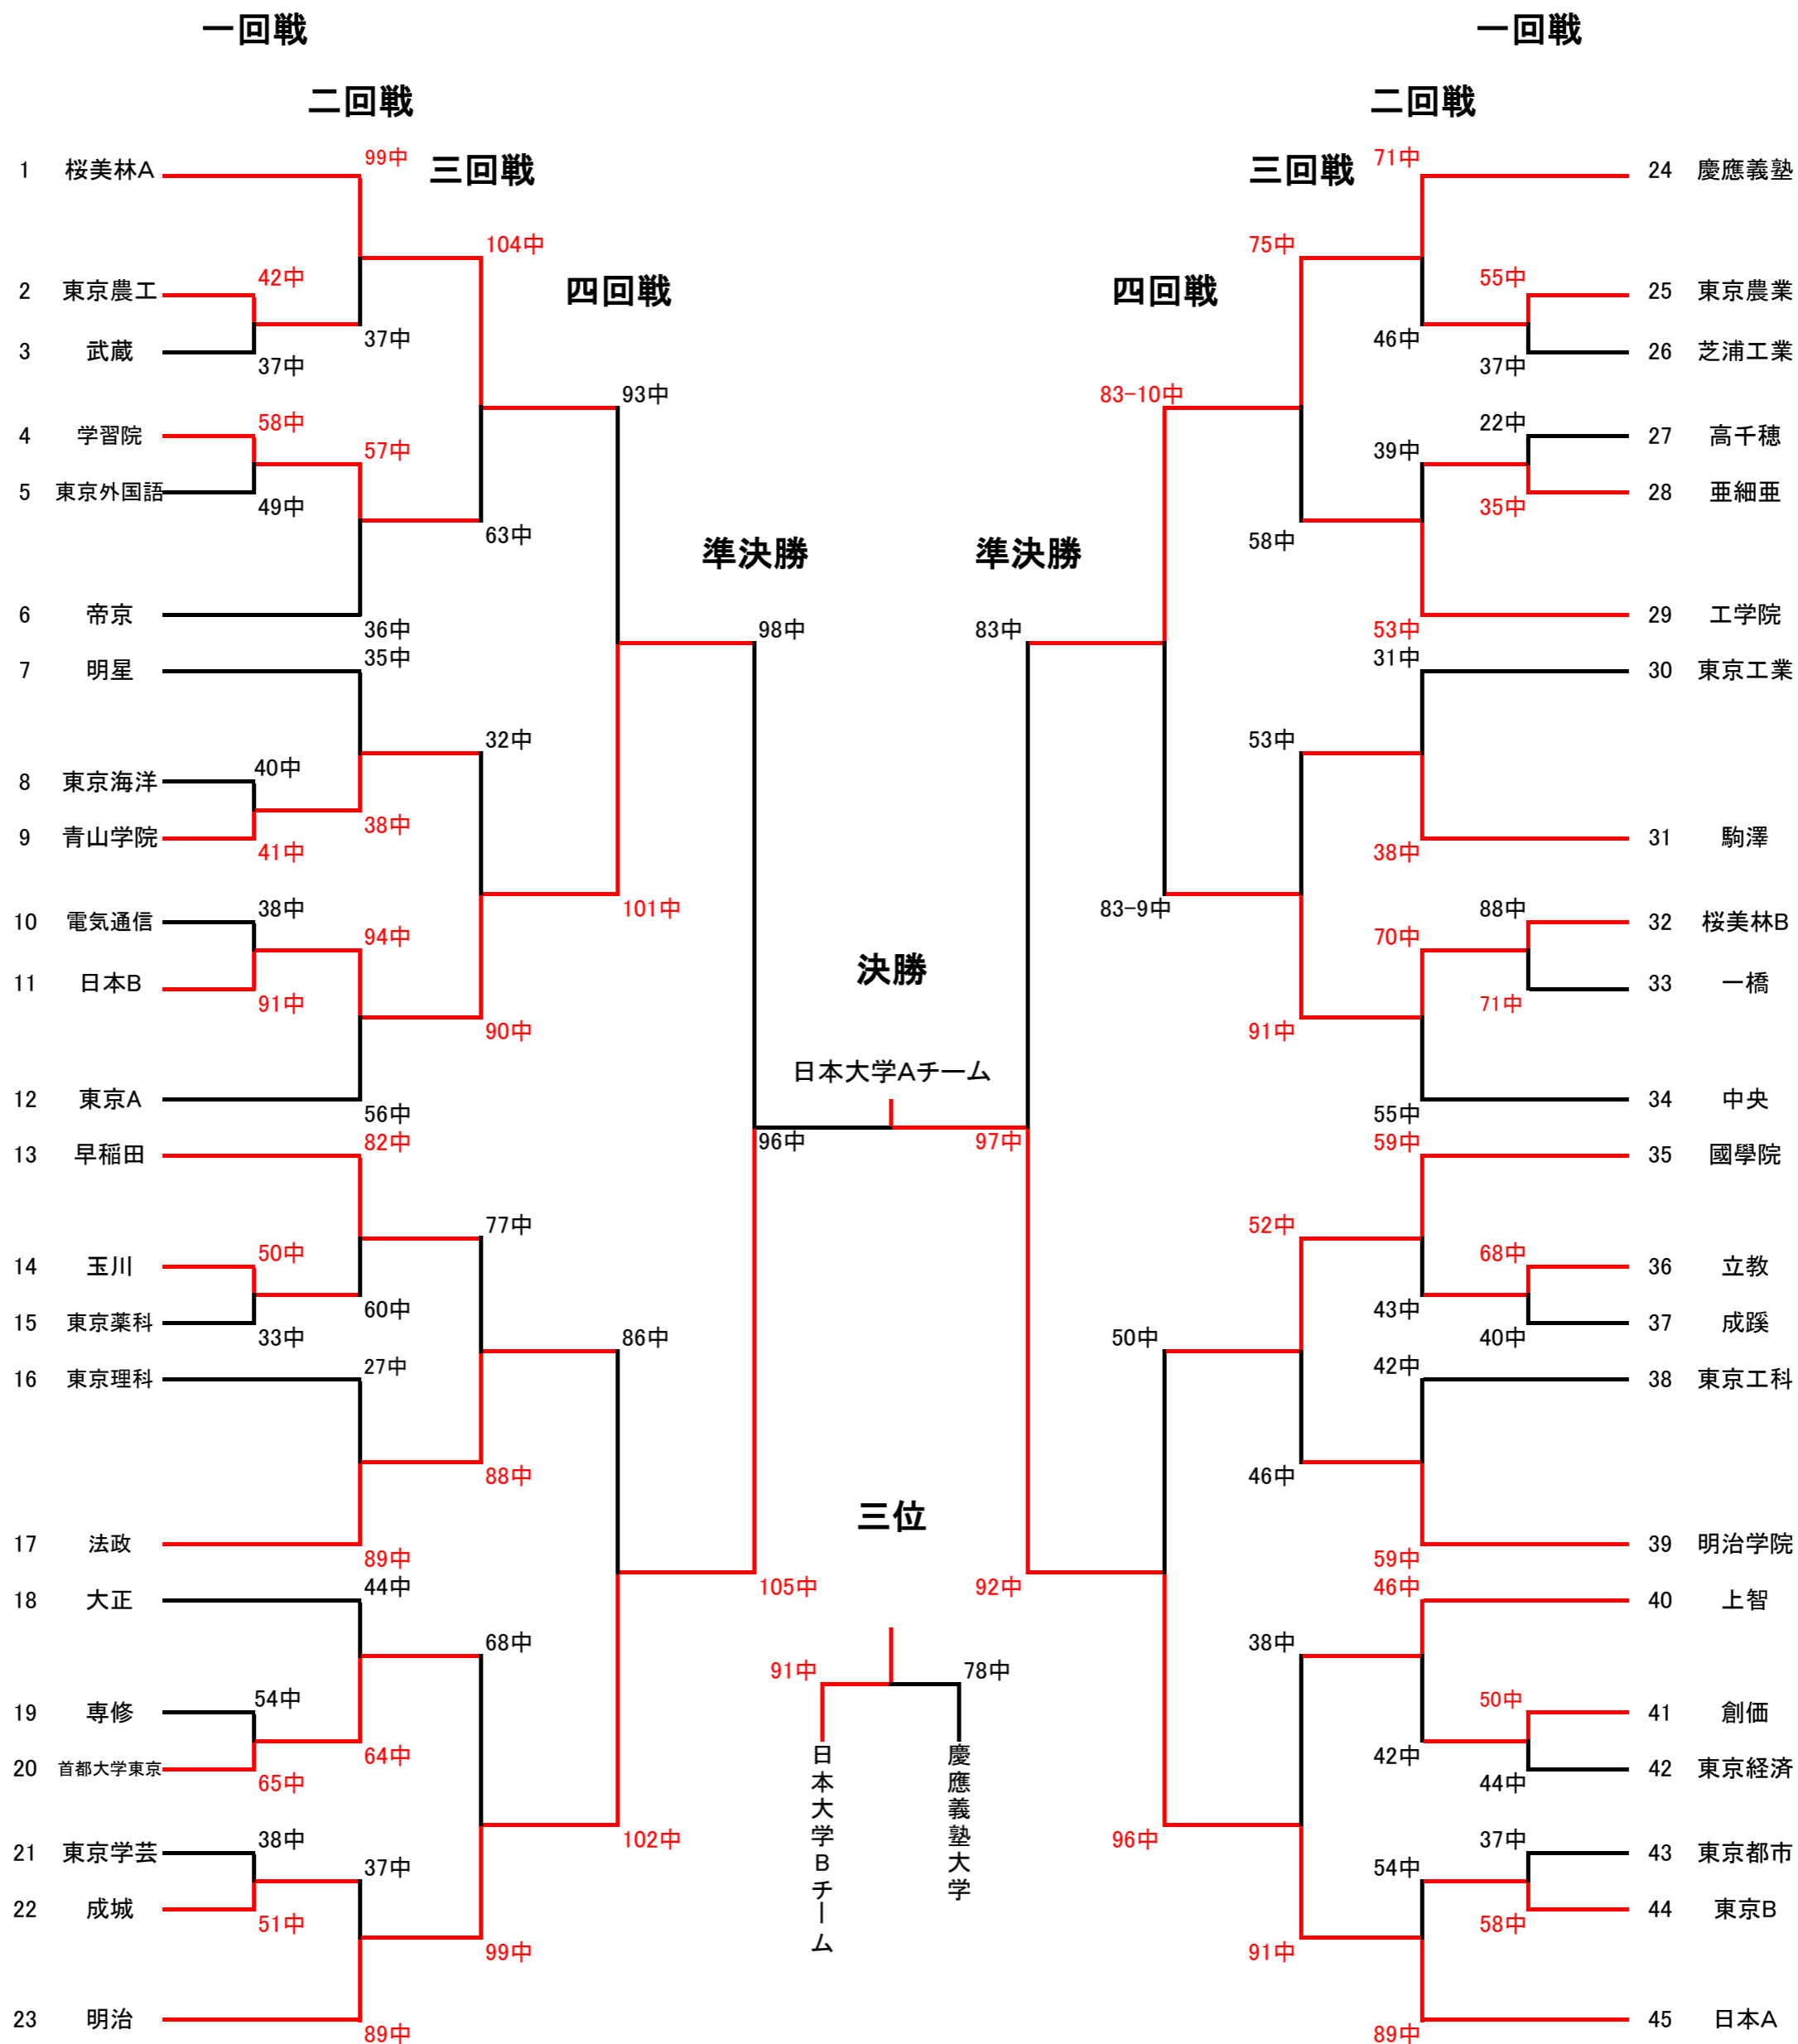 一回戦
一回戦
二回戦
二回戦
三回戦
三回戦
四回戦
四回戦
準決勝
準決勝
決勝
日本大学Aチーム
三位
1 桜美林A 99中
2 東京農工 42中
3 武蔵 37中
37中
104中
4 学習院 58中
5 東京外国語 49中
57中
63中
6 帝京 36中
93中
7 明星 35中
8 東京海洋 40中
9 青山学院 41中
38中
32中
10 電気通信 38中
11 日本B 91中
94中
90中
101中
12 東京A 56中
98中
13 早稲田 82中
14 玉川 50中
15 東京薬科 33中
60中
77中
16 東京理科 27中
17 法政 89中
88中
86中
18 大正 44中
19 専修 54中
20 首都大学東京 65中
64中
68中
21 東京学芸 38中
22 成城 51中
37中
99中
23 明治 89中
102中
105中
96中
97中
71中 24 慶應義塾
55中 25 東京農業
37中 26 芝浦工業
46中
75中
22中 27 高千穂
35中 28 亜細亜
39中
58中
53中 29 工学院
83-10中
31中 30 東京工業
38中 31 駒澤
53中
88中 32 桜美林B
71中 33 一橋
70中
91中
83-9中
55中 34 中央
83中
59中 35 國學院
68中 36 立教
40中 37 成蹊
43中
52中
42中 38 東京工科
59中 39 明治学院
46中
50中
46中 40 上智
50中 41 創価
44中 42 東京経済
42中
38中
37中 43 東京都市
58中 44 東京B
54中
91中
89中 45 日本A
96中
92中
91中
78中
日本大学Bチーム
慶應義塾大学